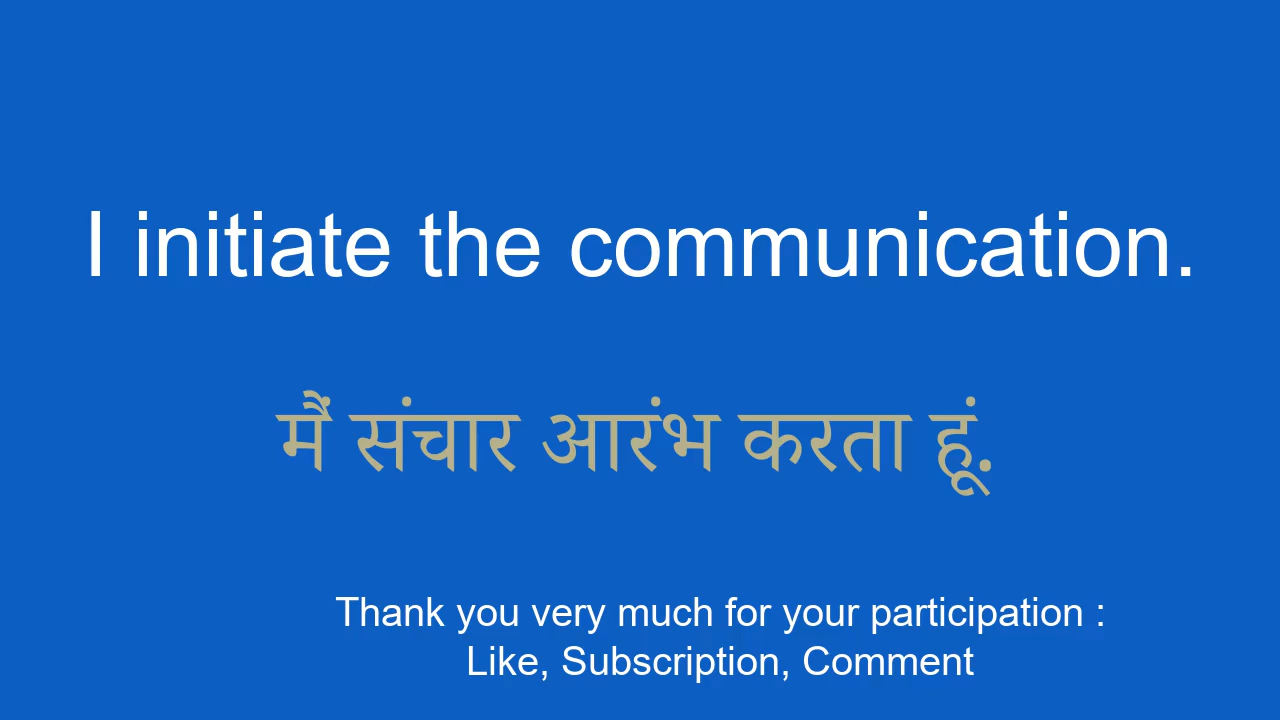 I initiate the communication.
मैं संचार आरंभ करता हूं.
Thank you very much for your participation :
Like, Subscription, Comment